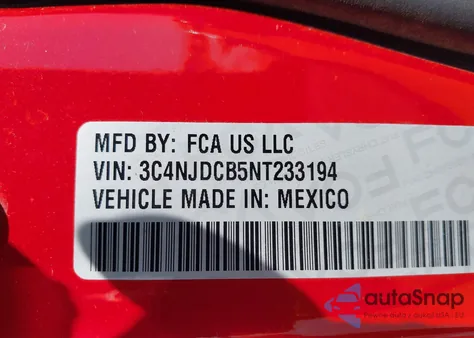 MFD BY: FCA US LLC
VIN: 3C4NJDCB5NT233194
VEHICLE MADE IN: MEXICO
autoSnap